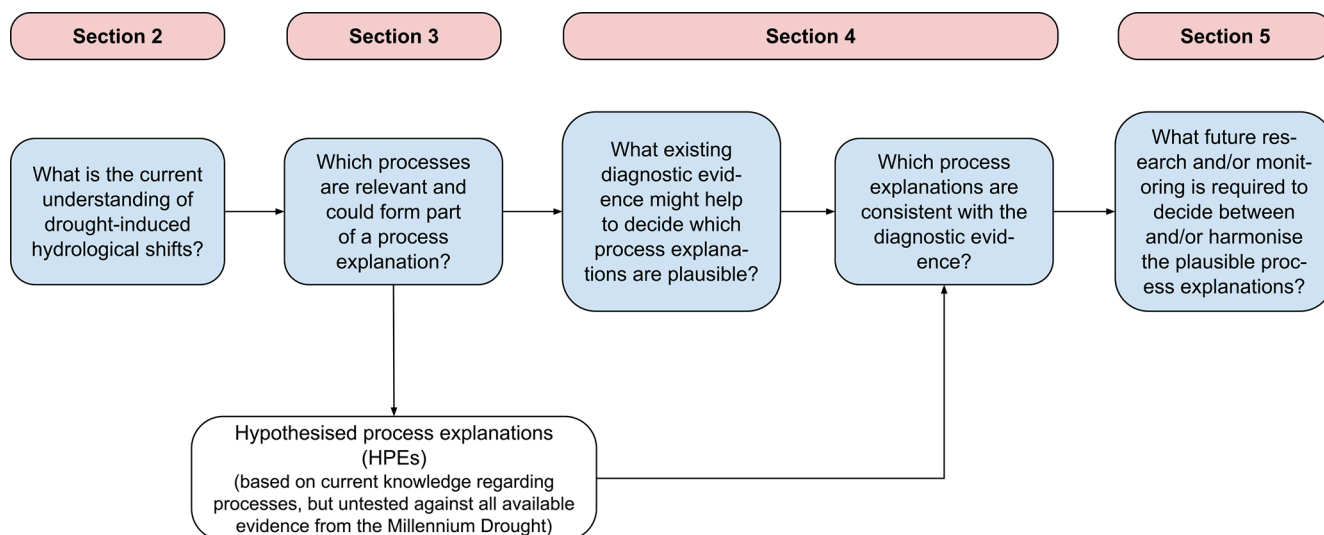 Section 2
Section 3
Section 4
Section 5
What is the current
understanding of
drought-induced
hydrological shifts?
Which processes
are relevant and
could form part
of a process
explanation?
What existing
diagnostic evid-
ence might help
to decide which
process explana-
tions are plausible?
Which process
explanations are
consistent with the
diagnostic evid-
ence?
What future res-
earch and/or monit-
oring is required to
decide between
and/or harmonise
the plausible proc-
ess explanations?
Hypothesised process explanations
(HPEs)
(based on current knowledge regarding
processes, but untested against all available
evidence from the Millennium Drought)